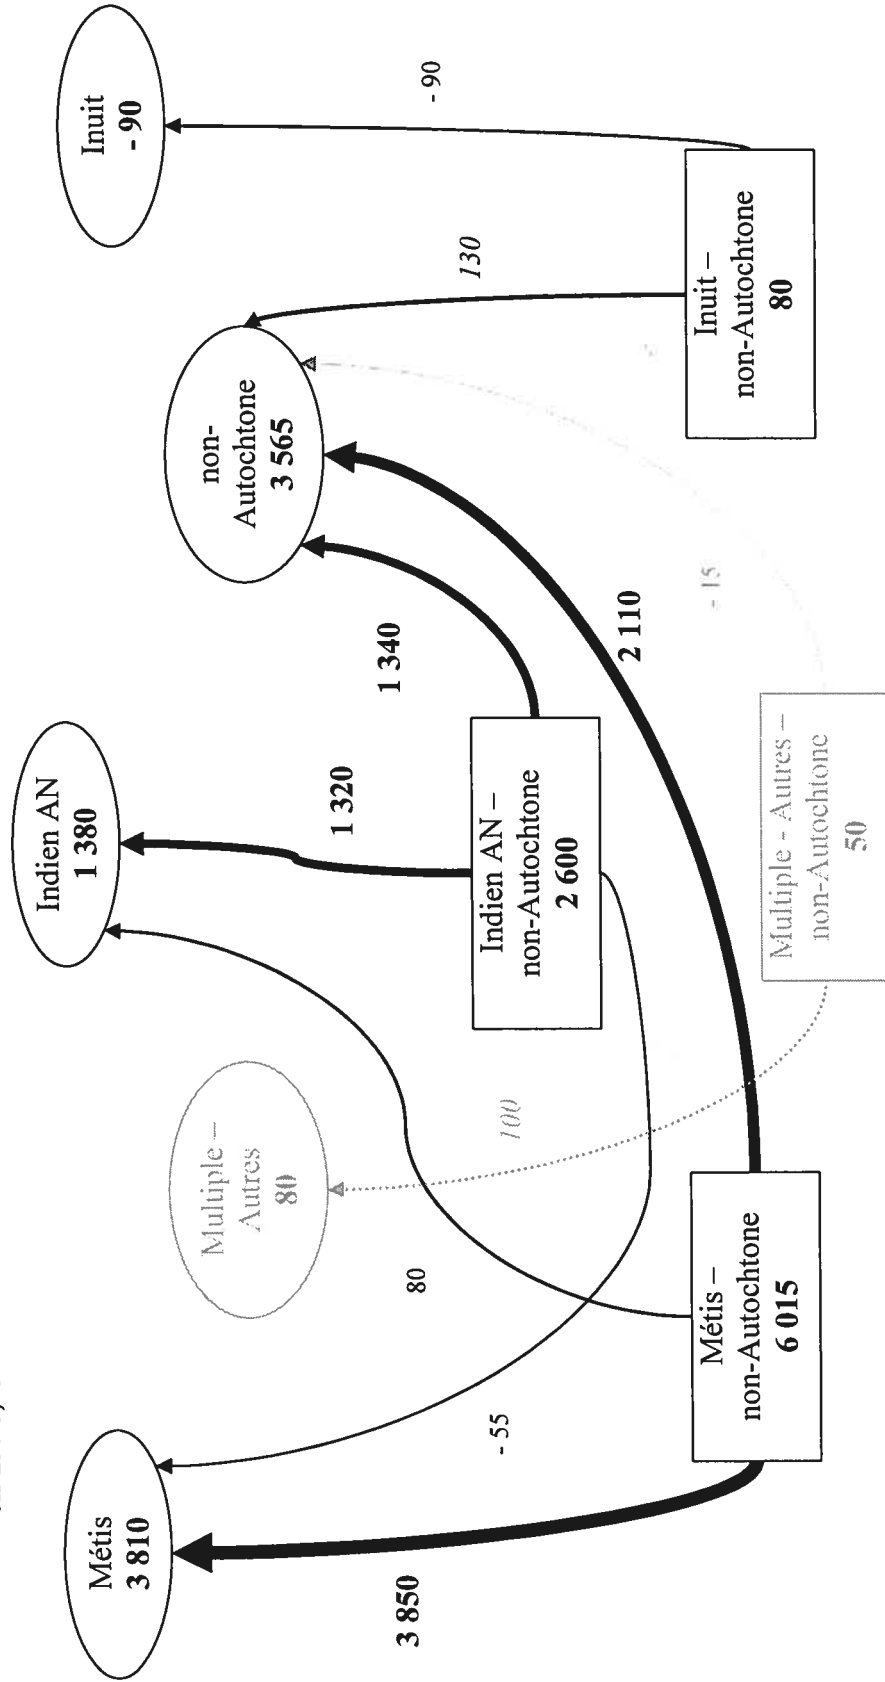 Métis
3 810
Multiple –
Autres
80
Indien AN
1 380
non-
Autochtone
3 565
Inuit
- 90
3 850
- 55
80
100
1 320
1 340
2 110
- 15
130
- 90
Métis –
non-Autochtone
6 015
Indien AN –
non-Autochtone
2 600
Multiple - Autres –
non-Autochtone
50
Inuit –
non-Autochtone
80